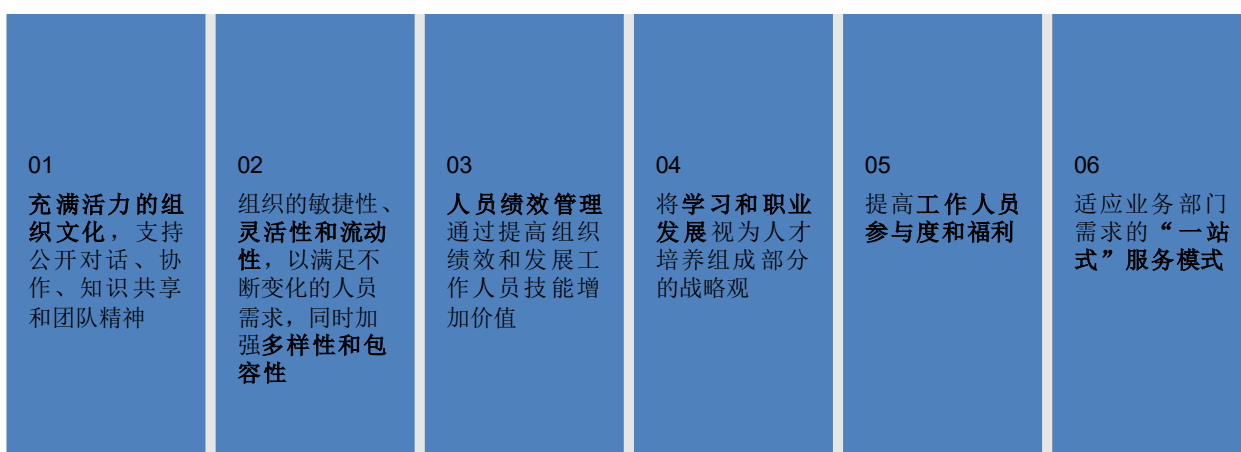 01
充满活力的组
织文化，支持
公开对话、协
作、知识共享
和团队精神
02
组织的敏捷性、
灵活性和流动
性，以满足不
断变化的人员
需求，同时加
强多样性和包
容性
03
人员绩效管理
通过提高组织
绩效和发展工
作人员技能增
加价值
04
将学习和职业
发展视为人才
培养组成部分
的战略观
05
提高工作人员
参与度和福利
06
适应业务部门
需求的“一站
式”服务模式